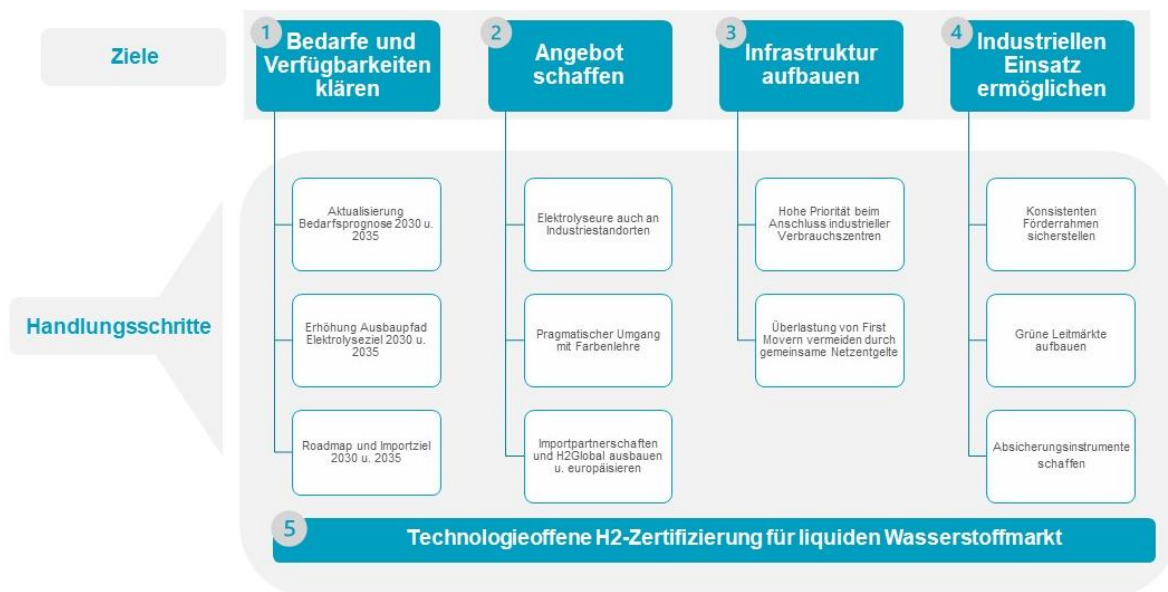 Ziele
1
Bedarfe und
Verfügbarkeiten
klären
2
Angebot
schaffen
3
Infrastruktur
aufbauen
4
Industriellen
Einsatz
ermöglichen
Handlungsschritte
Aktualisierung
Bedarfsprognose 2030 u.
2035
Erhöhung Ausbaupfad
Elektrolyseziel 2030 u.
2035
Roadmap und Importziel
2030 u. 2035
Elektrolyseure auch an
Industriestandorten
Pragmatischer Umgang
mit Farbenlehre
Importpartnerschaften
und H2Global ausbauen
u. europäisieren
Hohe Priorität beim
Anschluss industrieller
Verbrauchszentren
Überlastung von First
Movern vermeiden durch
gemeinsame Netzentgelte
Konsistenten
Förderrahmen
sicherstellen
Grüne Leitmärkte
aufbauen
Absicherungsinstrumente
schaffen
5
Technologieoffene H2-Zertifizierung für liquiden Wasserstoffmarkt